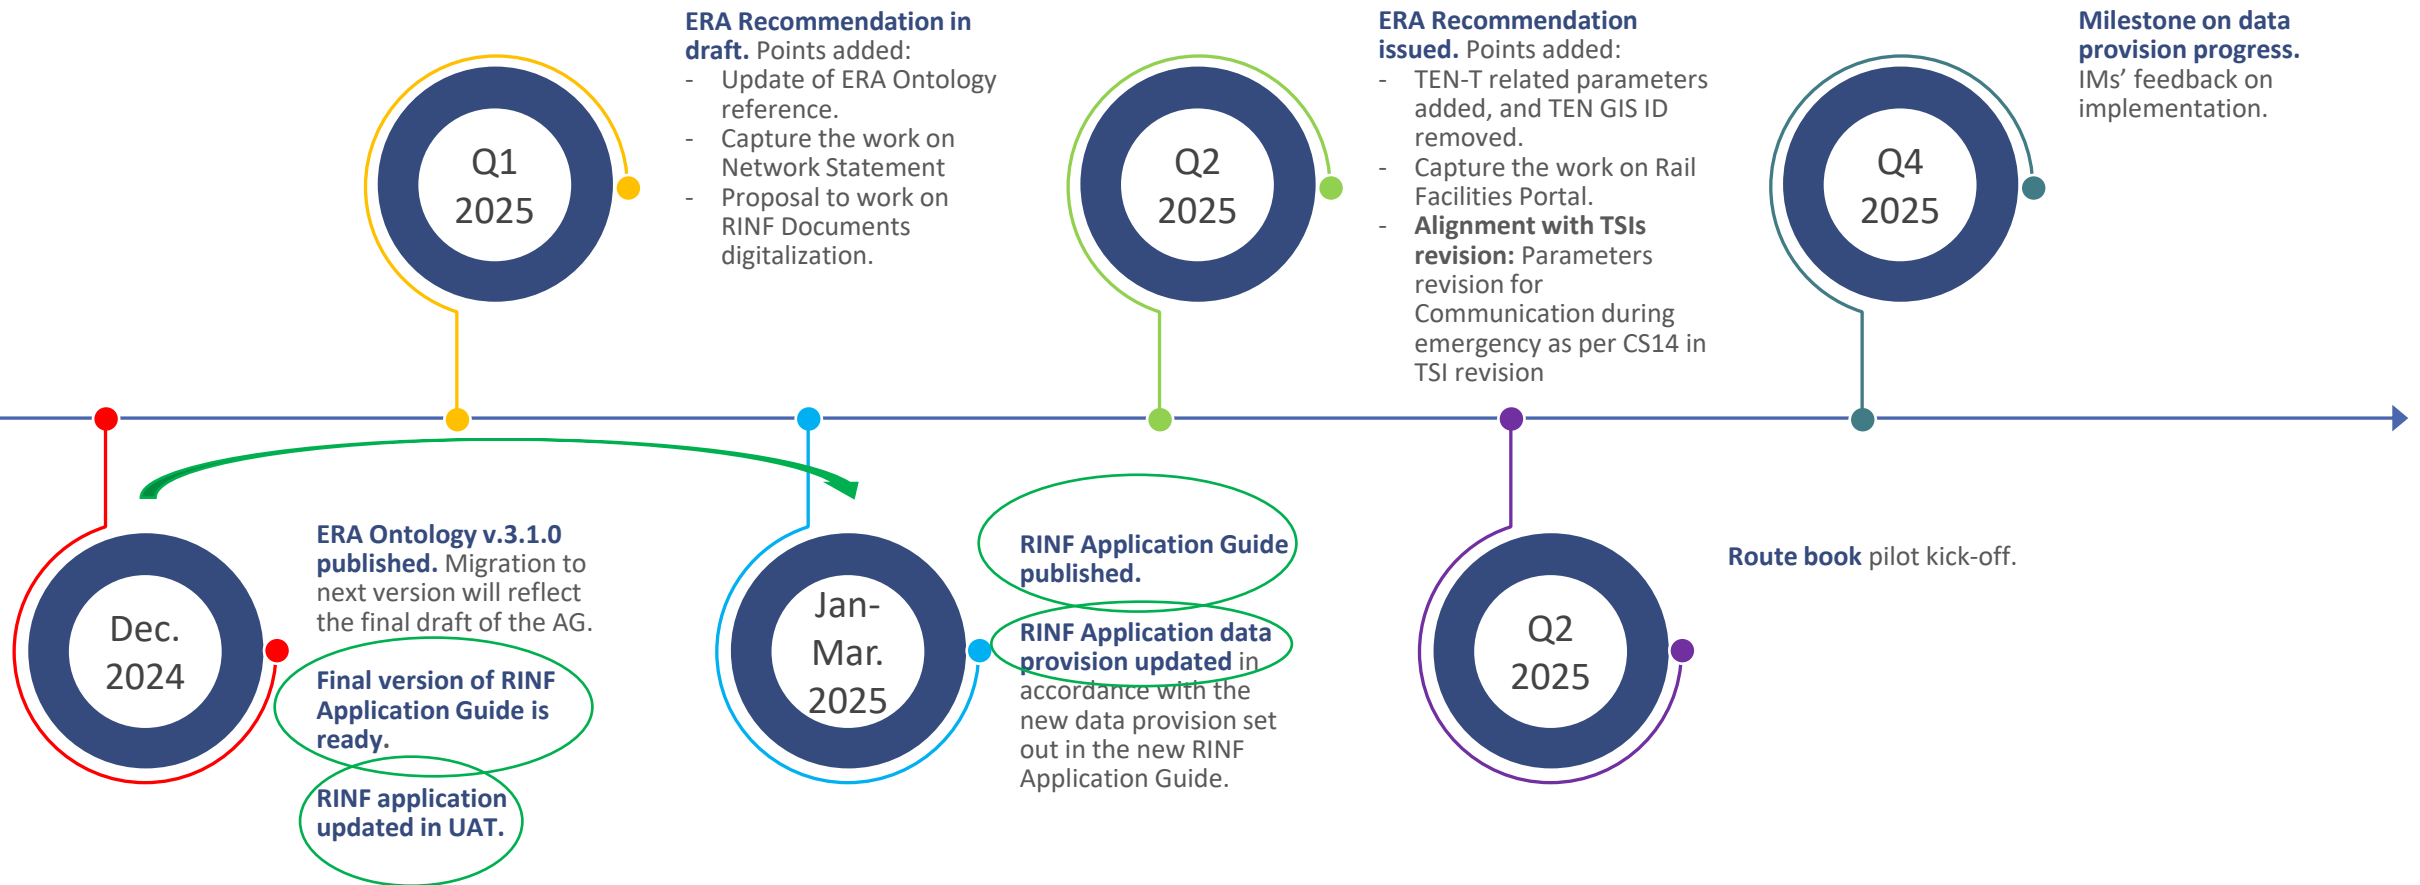 Q1
2025
ERA Recommendation in
draft. Points added:
- Update of ERA Ontology
reference.
- Capture the work on
Network Statement
- Proposal to work on
RINF Documents
digitalization.
Q2
2025
ERA Recommendation
issued. Points added:
- TEN-T related parameters
added, and TEN GIS ID
removed.
- Capture the work on Rail
Facilities Portal.
- Alignment with TSIs
revision: Parameters
revision for
Communication during
emergency as per CS14 in
TSI revision
Q4
2025
Milestone on data
provision progress.
IMs’ feedback on
implementation.
Dec.
2024
ERA Ontology v.3.1.0
published. Migration to
next version will reflect
the final draft of the AG.
Final version of RINF
Application Guide is
ready.
RINF application
updated in UAT.
Jan-
Mar.
2025
RINF Application Guide
published.
RINF Application data
provision updated in
accordance with the
new data provision set
out in the new RINF
Application Guide.
Q2
2025
Route book pilot kick-off.